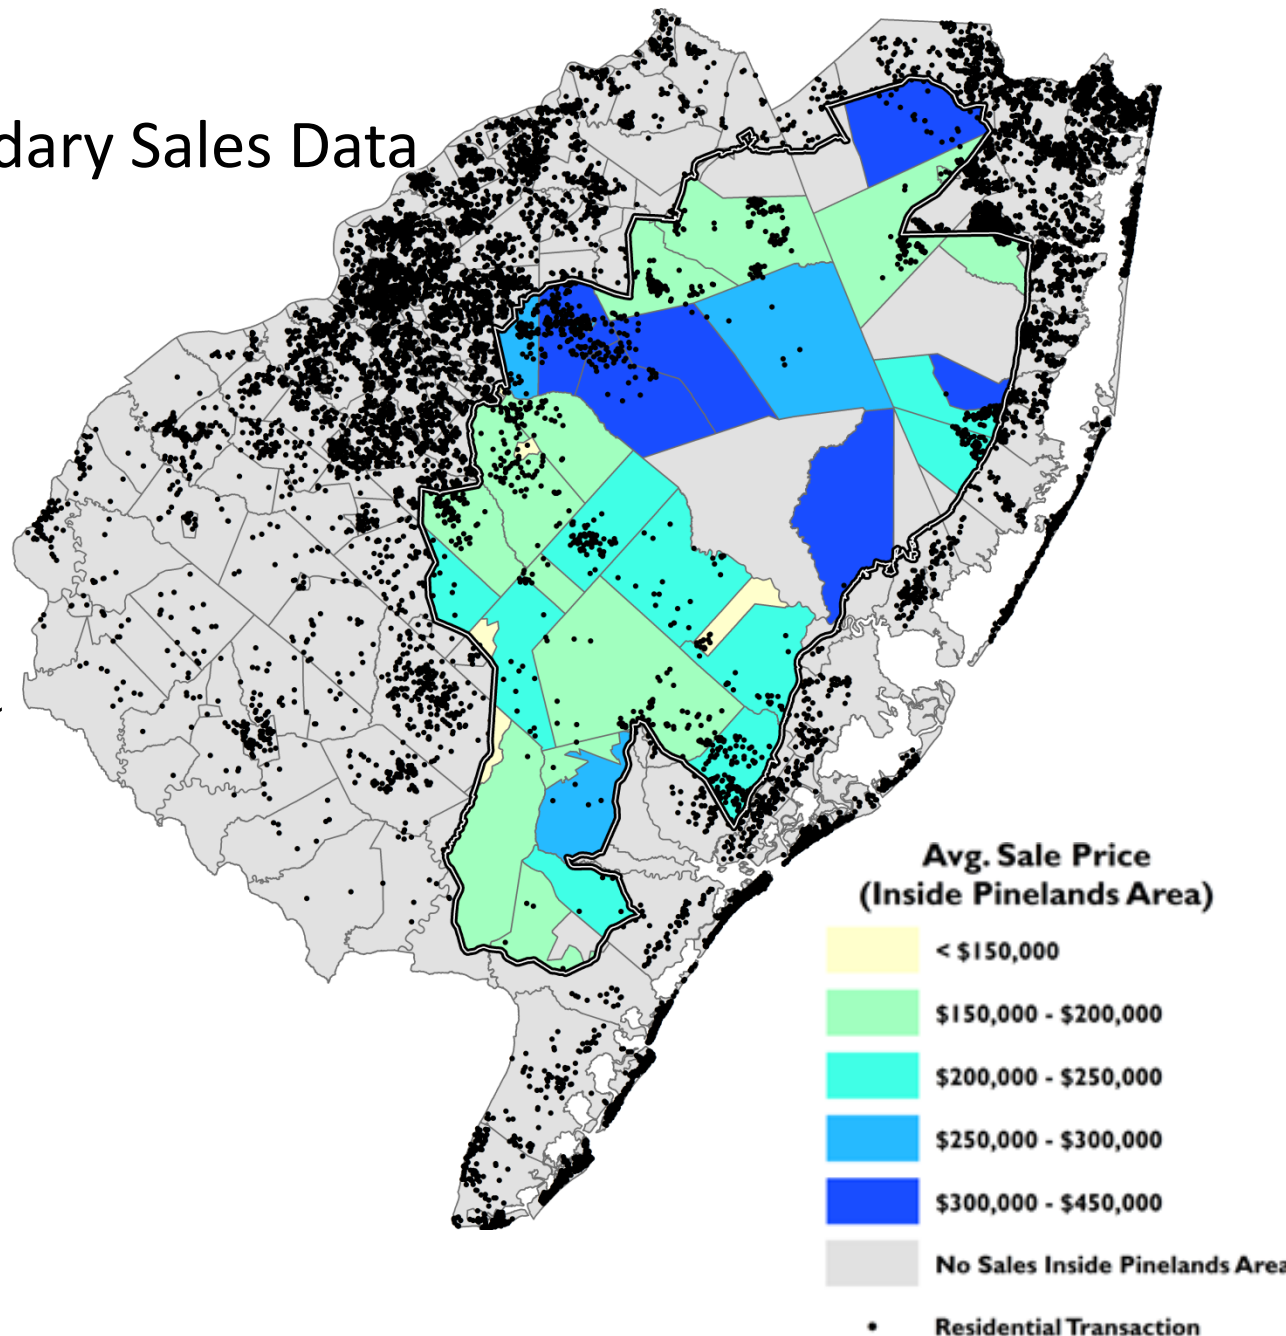 dary Sales Data
Avg. Sale Price
(Inside Pinelands Area)
< $150,000
$150,000 - $200,000
$200,000 - $250,000
$250,000 - $300,000
$300,000 - $450,000
No Sales Inside Pinelands Area
Residential Transaction